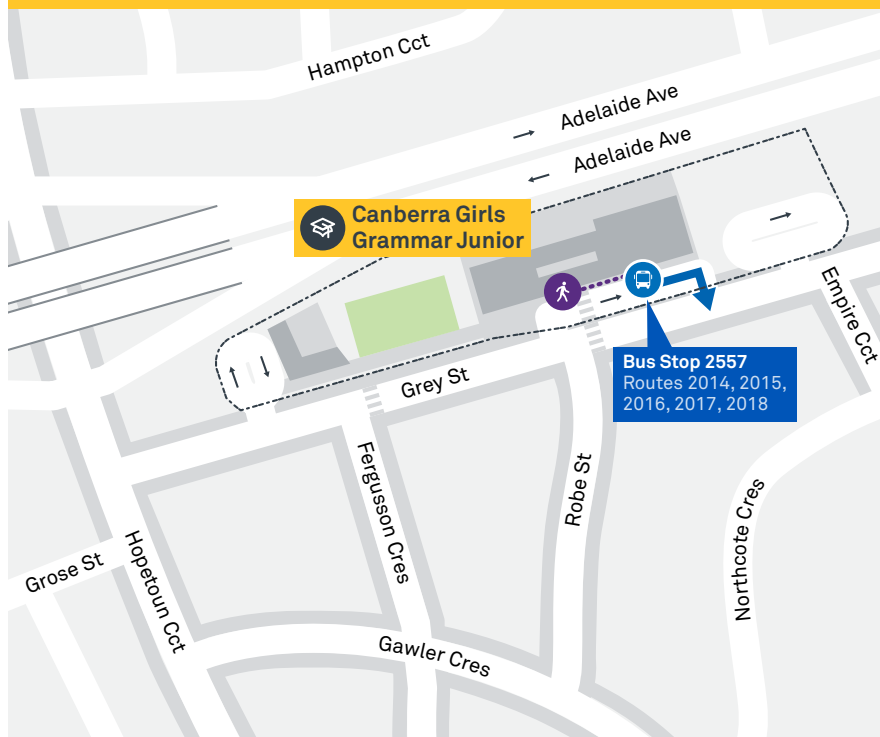 Hampton Cct
Adelaide Ave
Adelaide Ave
Canberra Girls
Grammar Junior
Empire Cct
Bus Stop 2557
Routes 2014, 2015,
2016, 2017, 2018
Grey St
Fergusson Cres
Robe St
Northcote Cres
Grose St
Hopetoun Cct
Gawler Cres